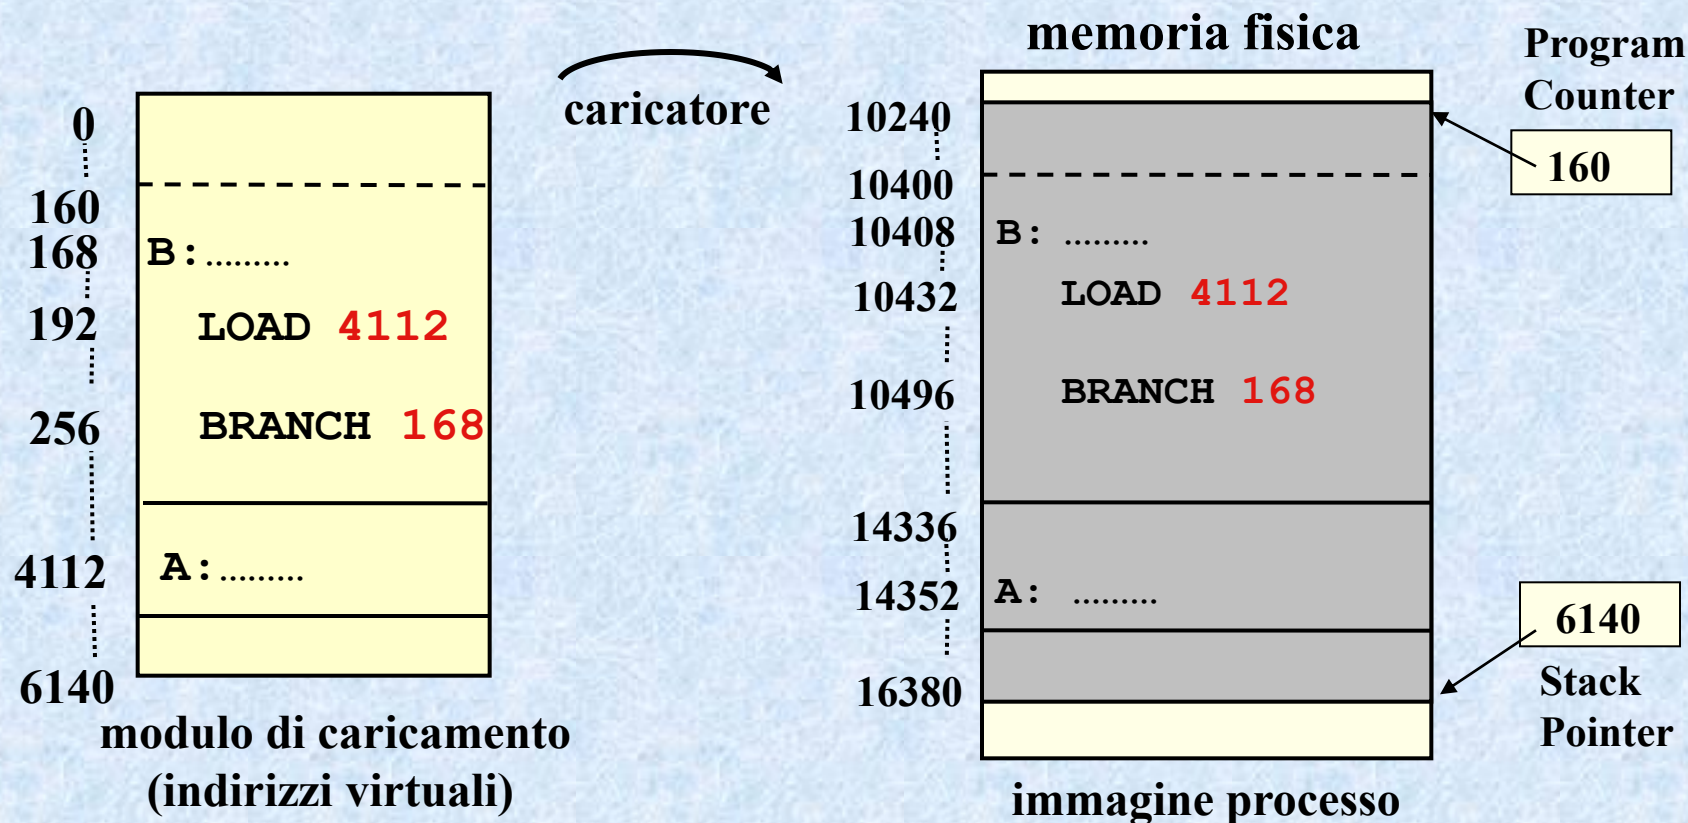 memoria fisica
Program
Counter
160
caricatore
0
160
168
192
256
4112
6140
B:.........
LOAD 4112
BRANCH 168
A:.........
modulo di caricamento
(indirizzi virtuali)
10240
10400
10408
10432
10496
14336
14352
16380
B: .........
LOAD 4112
BRANCH 168
A: .........
6140
Stack
Pointer
immagine processo